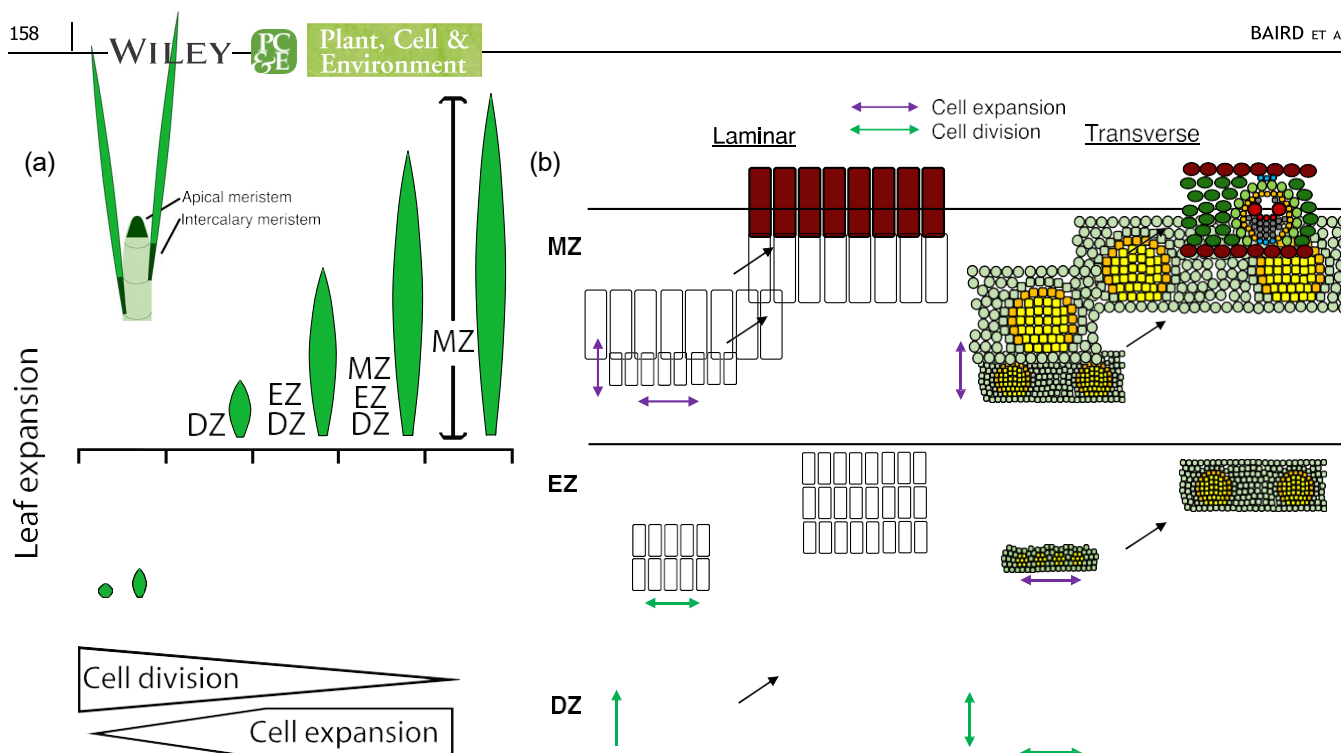 158
WILEY
PC
&E
Plant, Cell &
Environment
BAIRD ET A
(a)
Apical meristem
Intercalary meristem
DZ
EZ
DZ
MZ
EZ
DZ
MZ
Leaf expansion
Cell division
Cell expansion
(b)
Cell expansion
Cell division
Laminar
Transverse
MZ
EZ
DZ